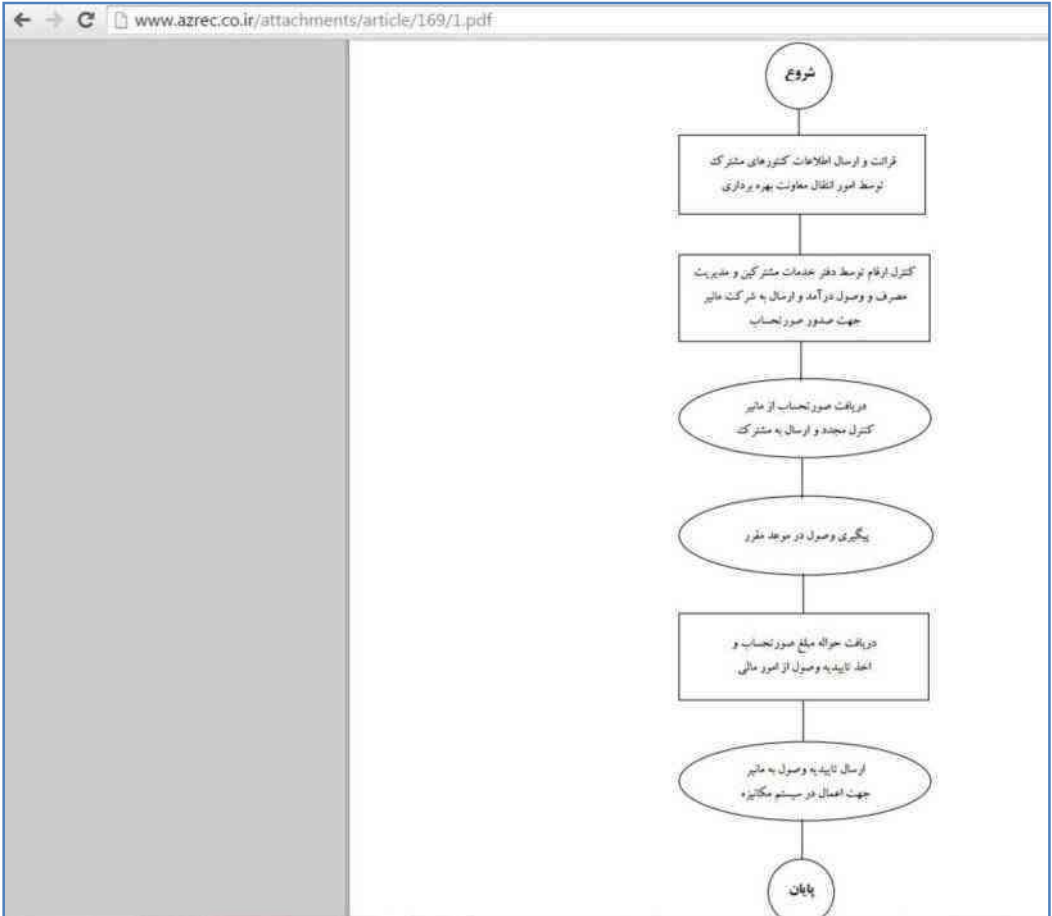 www.azrec.co.ir/attachments/article/169/1.pdf
شروع
قرائت و ارسال اطلاعات کنتورهای مشترک
توسط امور انتقال معاونت بهره برداری
کنترل ارقام توسط دفتر خدمات مشترکین و مدیریت
مصرف و وصول درآمد و ارسال به شرکت مانیر
جهت صدور صورتحساب
دریافت صورتحساب از مانیر
کنترل مجدد و ارسال به مشترک
پیگیری وصول در موعد مقرر
دریافت حواله مبلغ صورتحساب و
اخذ تاییدیه وصول از امور مالی
ارسال تاییدیه وصول به مانیر
جهت اعمال در سیستم مکانیزه
پایان